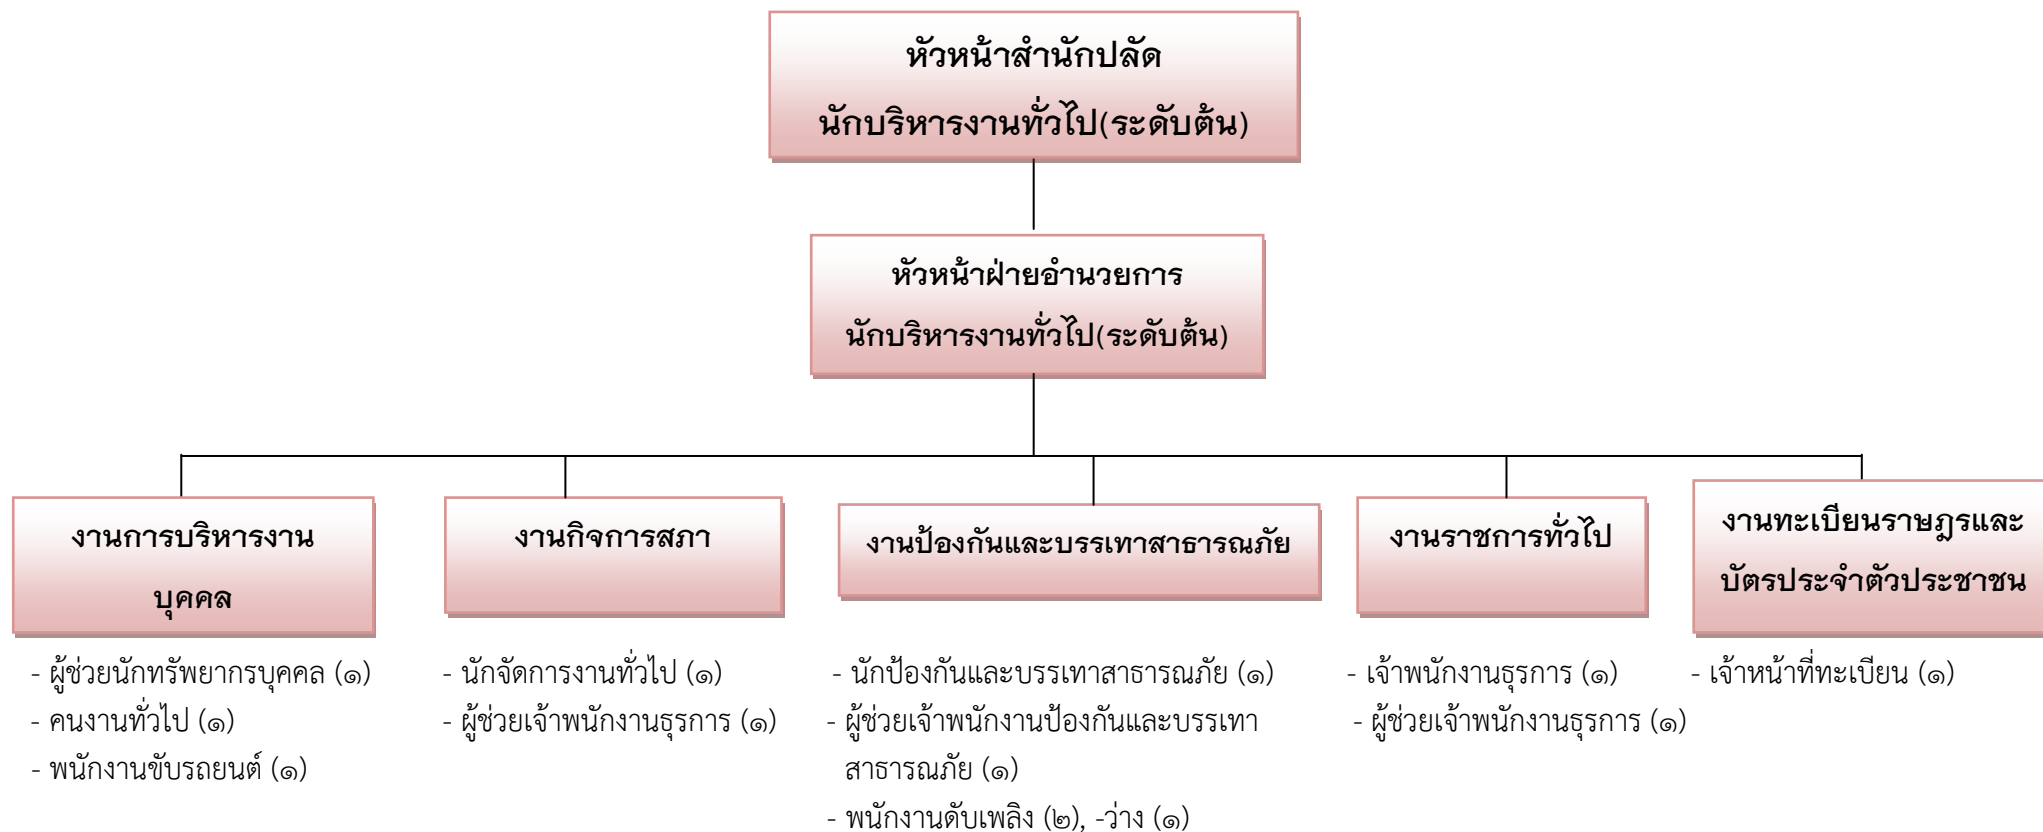 หัวหน้าสำนักปลัด
นักบริหารงานทั่วไป(ระดับต้น)
หัวหน้าฝ่ายอำนวยการ
นักบริหารงานทั่วไป(ระดับต้น)
งานการบริหารงาน
บุคคล
- ผู้ช่วยนักทรัพยากรบุคคล (๑)
- คนงานทั่วไป (๑)
- พนักงานขับรถยนต์ (๑)
งานกิจการสภา
- นักจัดการงานทั่วไป (๑)
- ผู้ช่วยเจ้าพนักงานธุรการ (๑)
งานป้องกันและบรรเทาสาธารณภัย
- นักป้องกันและบรรเทาสาธารณภัย (๑)
- ผู้ช่วยเจ้าพนักงานป้องกันและบรรเทา
สาธารณภัย (๑)
- พนักงานดับเพลิง (๒), -ว่าง (๑)
งานราชการทั่วไป
- เจ้าพนักงานธุรการ (๑)
- ผู้ช่วยเจ้าพนักงานธุรการ (๑)
งานทะเบียนราษฎรและ
บัตรประจำตัวประชาชน
- เจ้าหน้าที่ทะเบียน (๑)